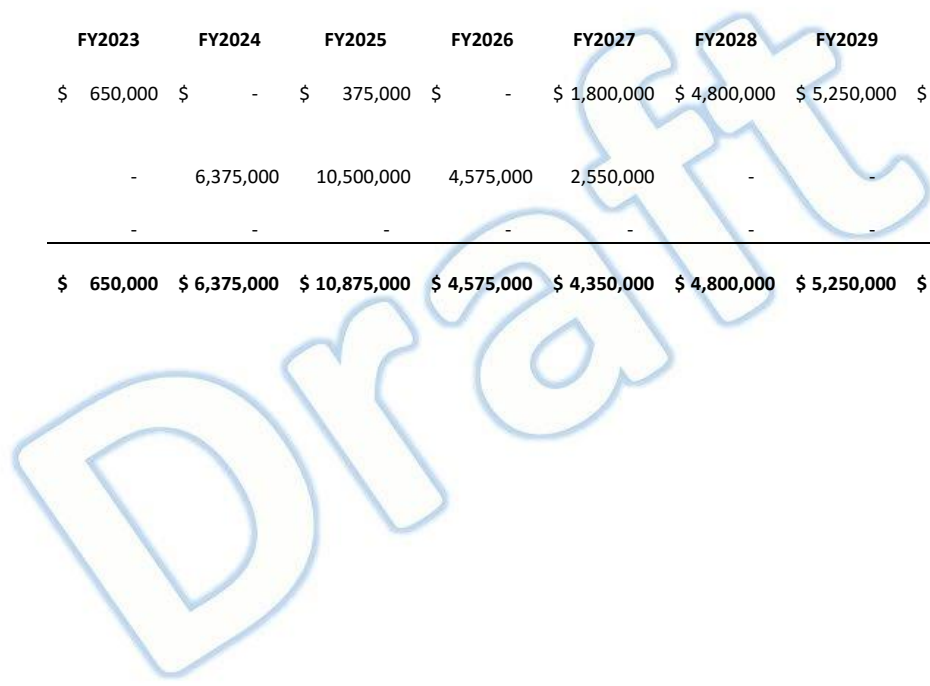 FY2023 FY2024 FY2025 FY2026 FY2027 FY2028 FY2029
$ 650,000 $ - $ 375,000 $ - $ 1,800,000 $ 4,800,000 $ 5,250,000 $
- 6,375,000 10,500,000 4,575,000 2,550,000 - -
- - - - - - -
$ 650,000 $ 6,375,000 $ 10,875,000 $ 4,575,000 $ 4,350,000 $ 4,800,000 $ 5,250,000 $
Draft